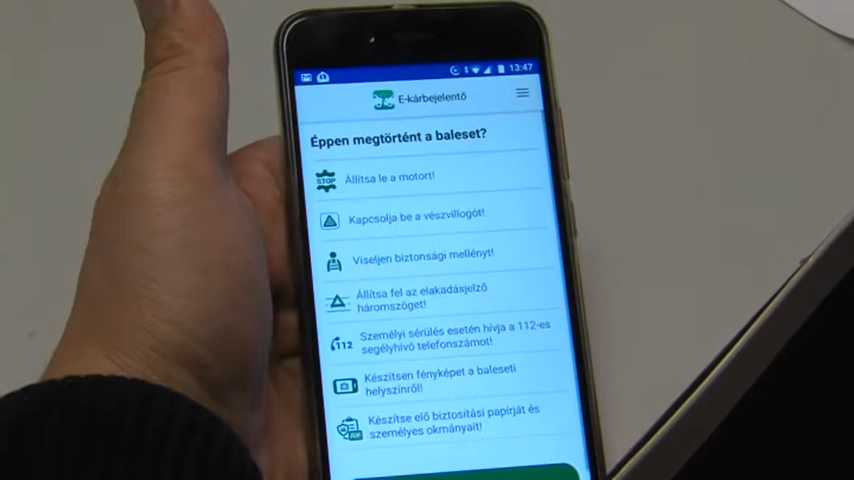 13:47
E-kárbejelentő
Éppen megtörtént a baleset?
STOP
Állítsa le a motort!
Kapcsolja be a vészvillogót!
Viseljen biztonsági mellényt!
Állítsa fel az elakadásjelző
háromszöget!
112
Személyi sérülés esetén hívja a 112-es
segélyhívó telefonszámot!
Készítsen fényképet a baleseti
helyszínről!
Készítse elő biztosítási papírját és
személyes okmányait!